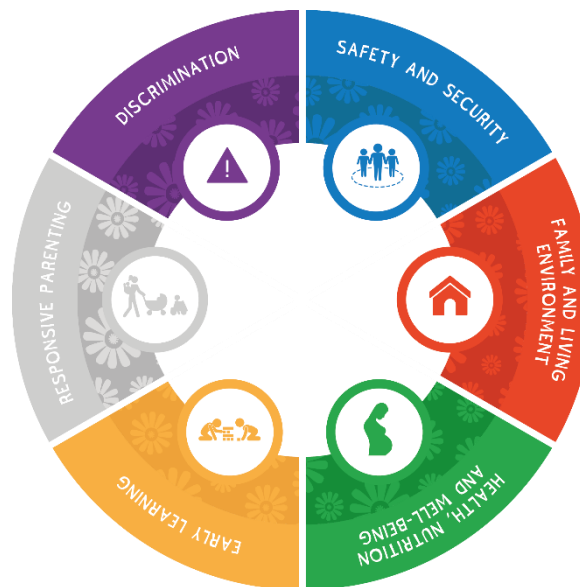 DISCRIMINATION
SAFETY AND SECURITY
FAMILY AND LIVING
ENVIRONMENT
HEALTH, NUTRITION
AND WELL-BEING
EARLY LEARNING
RESPONSIVE PARENTING